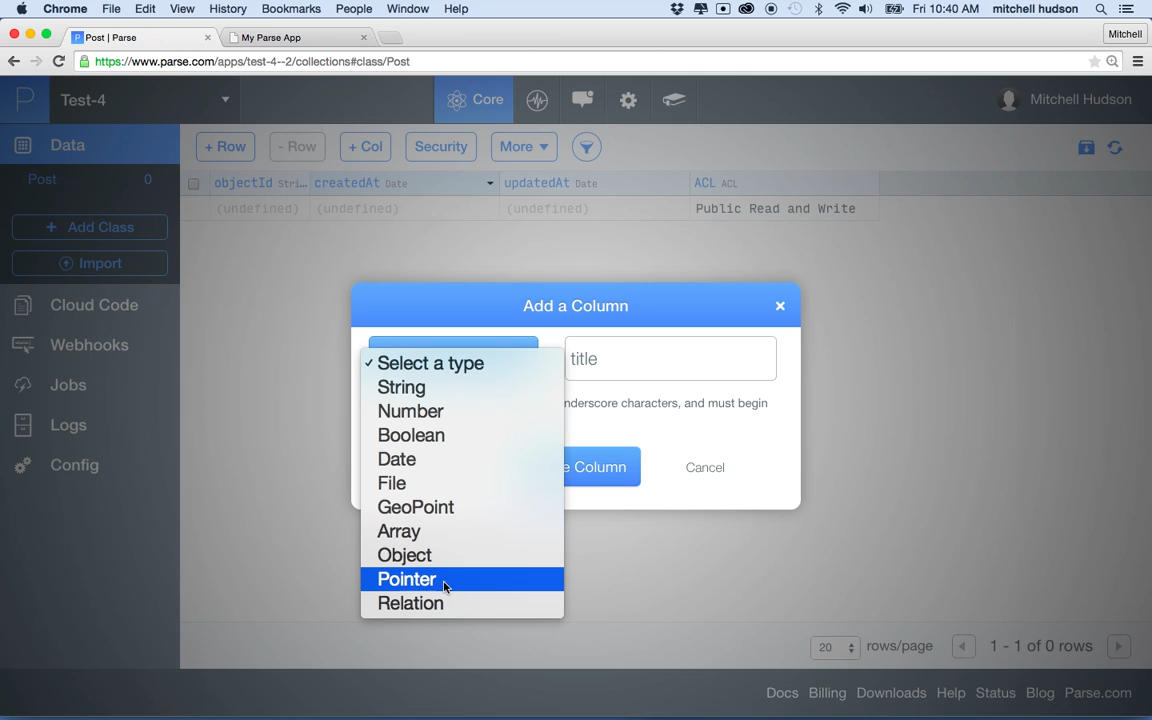 Chrome File Edit View History Bookmarks People Window Help Fri 10:40 AM mitchell hudson
Post | Parse × My Parse App × Mitchell
https://www.parse.com/apps/test-4--2/collections#class/Post
Test-4 Core Mitchell Hudson
Data + Row - Row + Col Security More
Post 0
objectId Stri... createdAt Date updatedAt Date ACL ACL
(undefined) (undefined) (undefined) Public Read and Write
+ Add Class
Import
Cloud Code
Webhooks
Jobs
Logs
Config
Add a Column ×
✓ Select a type
title
String
nderscore characters, and must begin
Number
Boolean
Date
e Column Cancel
File
GeoPoint
Array
Object
Pointer
Relation
20 rows/page 1 - 1 of 0 rows
Docs Billing Downloads Help Status Blog Parse.com